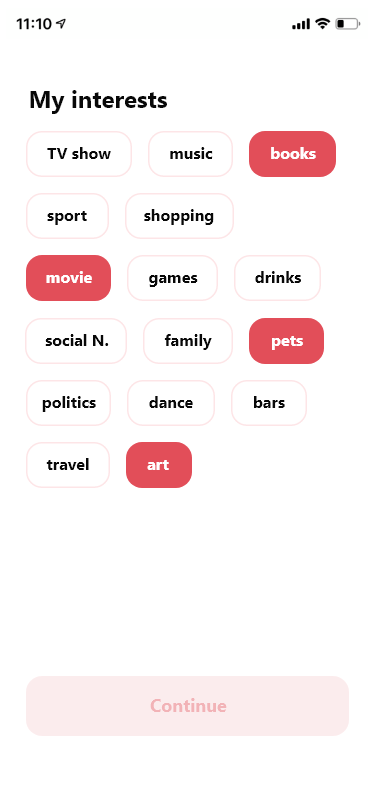 11:10
My interests
TV show music books
sport shopping
movie games drinks
social N. family pets
politics dance bars
travel art
Continue